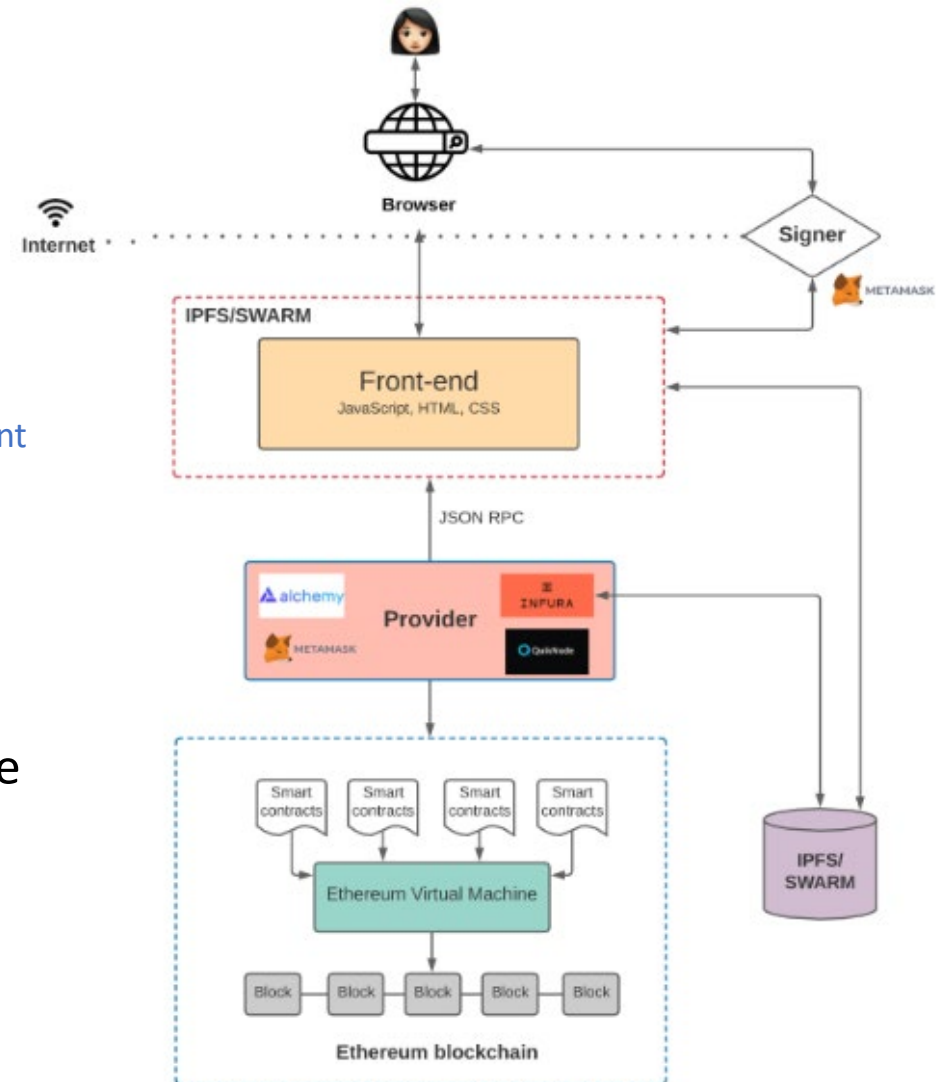 Browser
Internet
Signer
METAMASK
IPFS/SWARM
Front-end
JavaScript, HTML, CSS
nt
JSON RPC
alchemy
INFURA
Provider
METAMASK
QuikNode
e
Smart
contracts
Smart
contracts
Smart
contracts
Smart
contracts
IPFS/
SWARM
Ethereum Virtual Machine
Block
Block
Block
Block
Block
Ethereum blockchain